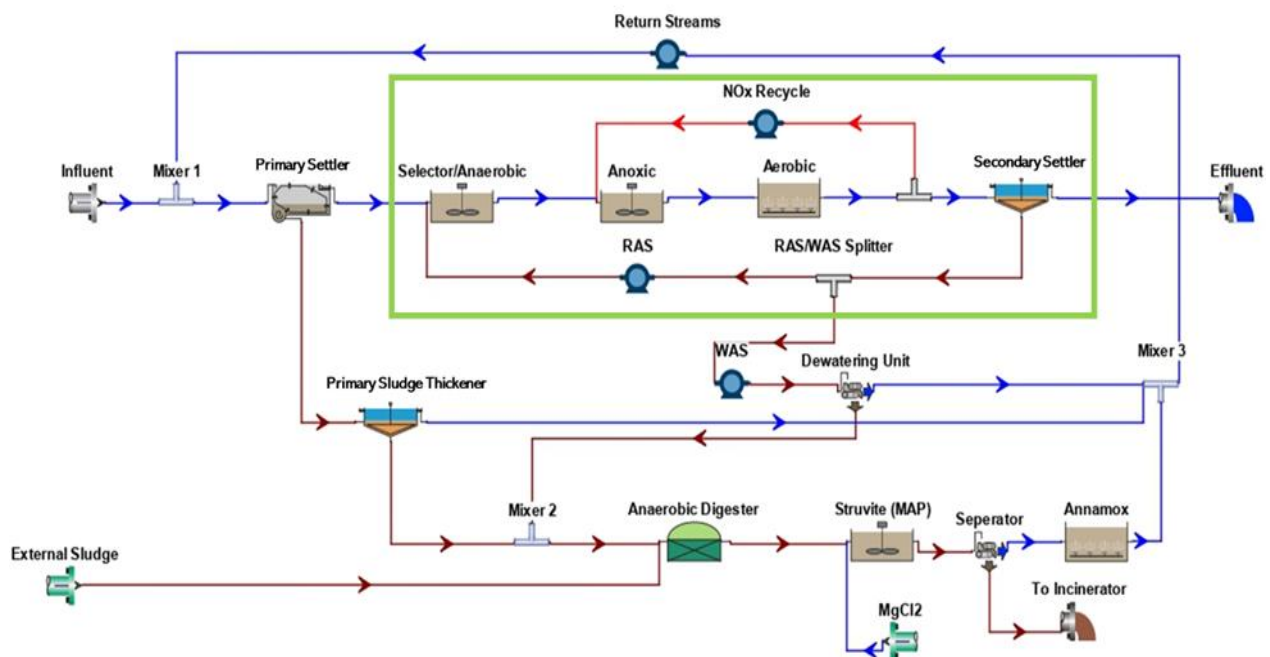 Return Streams
NOx Recycle
Influent
Mixer 1
Primary Settler
Selector/Anaerobic
Anoxic
Aerobic
Secondary Settler
Effluent
RAS
RAS/WAS Splitter
WAS
Dewatering Unit
Mixer 3
Primary Sludge Thickener
Mixer 2
Anaerobic Digester
Struvite (MAP)
Seperator
Annamox
External Sludge
MgCl2
To Incinerator